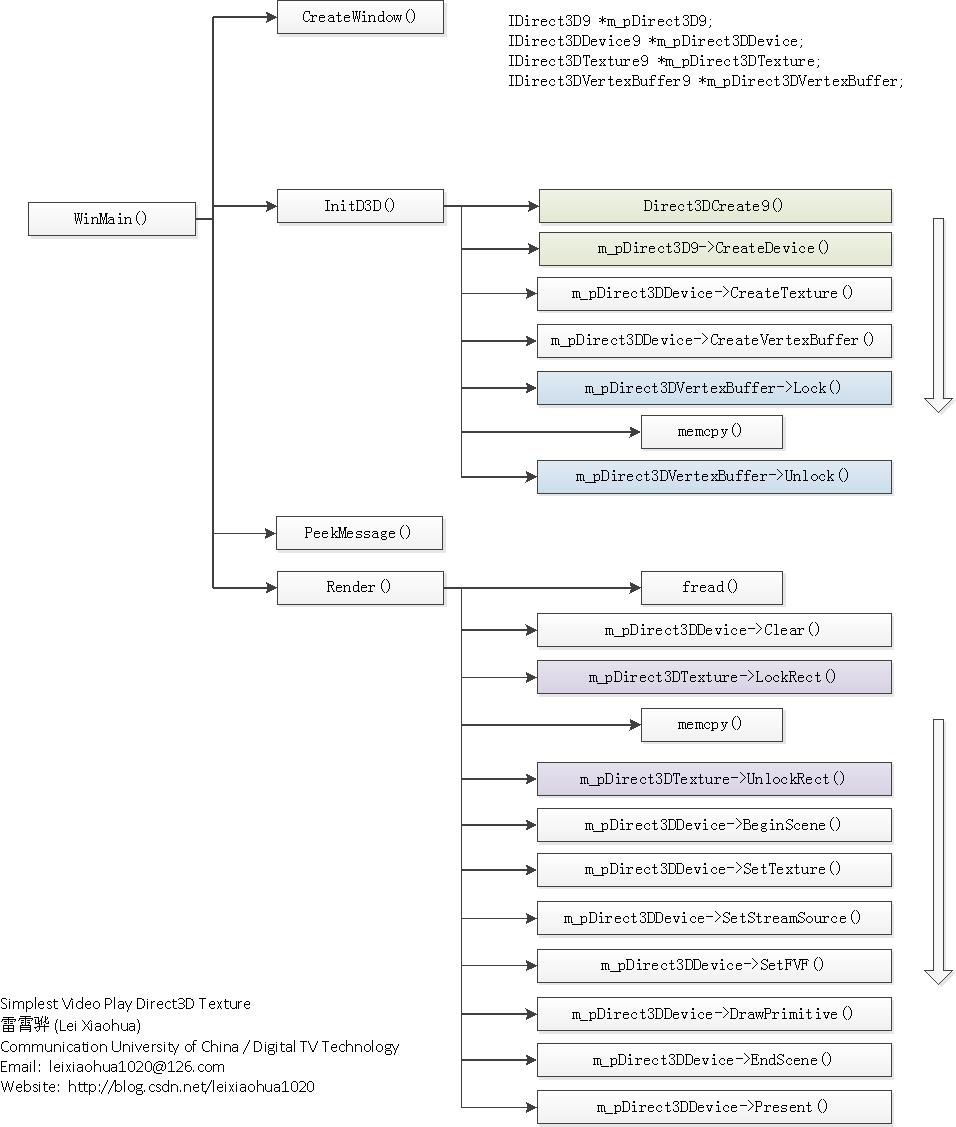 CreateWindow()
IDirect3D9 *m_pDirect3D9;
IDirect3DDevice9 *m_pDirect3DDevice;
IDirect3DTexture9 *m_pDirect3DTexture;
IDirect3DVertexBuffer9 *m_pDirect3DVertexBuffer;
WinMain()
InitD3D()
Direct3DCreate9()
m_pDirect3D9->CreateDevice()
m_pDirect3DDevice->CreateTexture()
m_pDirect3DDevice->CreateVertexBuffer()
m_pDirect3DVertexBuffer->Lock()
memcpy()
m_pDirect3DVertexBuffer->Unlock()
PeekMessage()
Render()
fread()
m_pDirect3DDevice->Clear()
m_pDirect3DTexture->LockRect()
memcpy()
m_pDirect3DTexture->UnlockRect()
m_pDirect3DDevice->BeginScene()
m_pDirect3DDevice->SetTexture()
m_pDirect3DDevice->SetStreamSource()
m_pDirect3DDevice->SetFVF()
m_pDirect3DDevice->DrawPrimitive()
m_pDirect3DDevice->EndScene()
m_pDirect3DDevice->Present()
Simplest Video Play Direct3D Texture
雷霄骅 (Lei Xiaohua)
Communication University of China / Digital TV Technology
Email: leixiaohua1020@126.com
Website: http://blog.csdn.net/leixiaohua1020